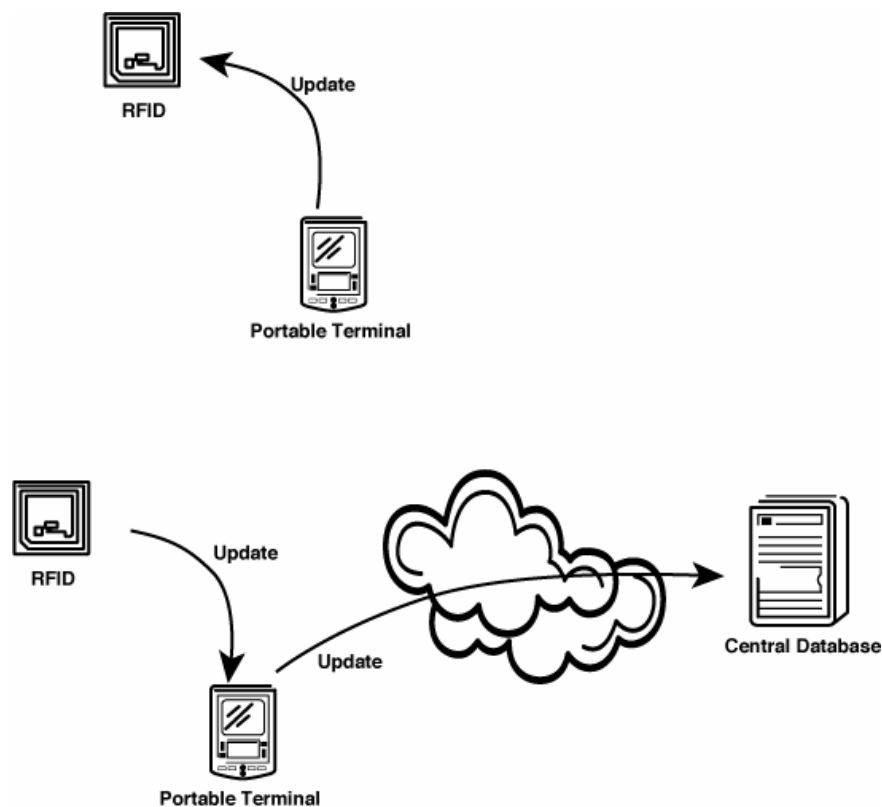 Update
RFID
Portable Terminal
Update
RFID
Update
Central Database
Portable Terminal